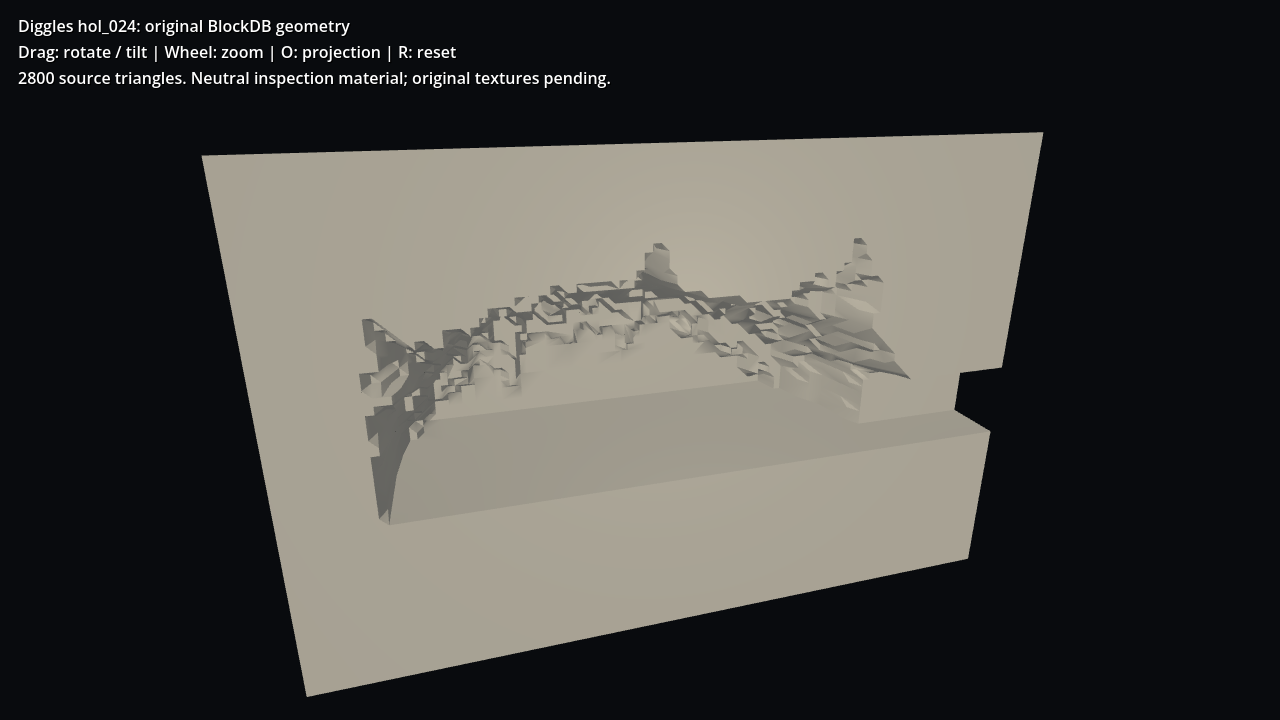 Diggles hol_024: original BlockDB geometry
Drag: rotate / tilt | Wheel: zoom | O: projection | R: reset
2800 source triangles. Neutral inspection material; original textures pending.